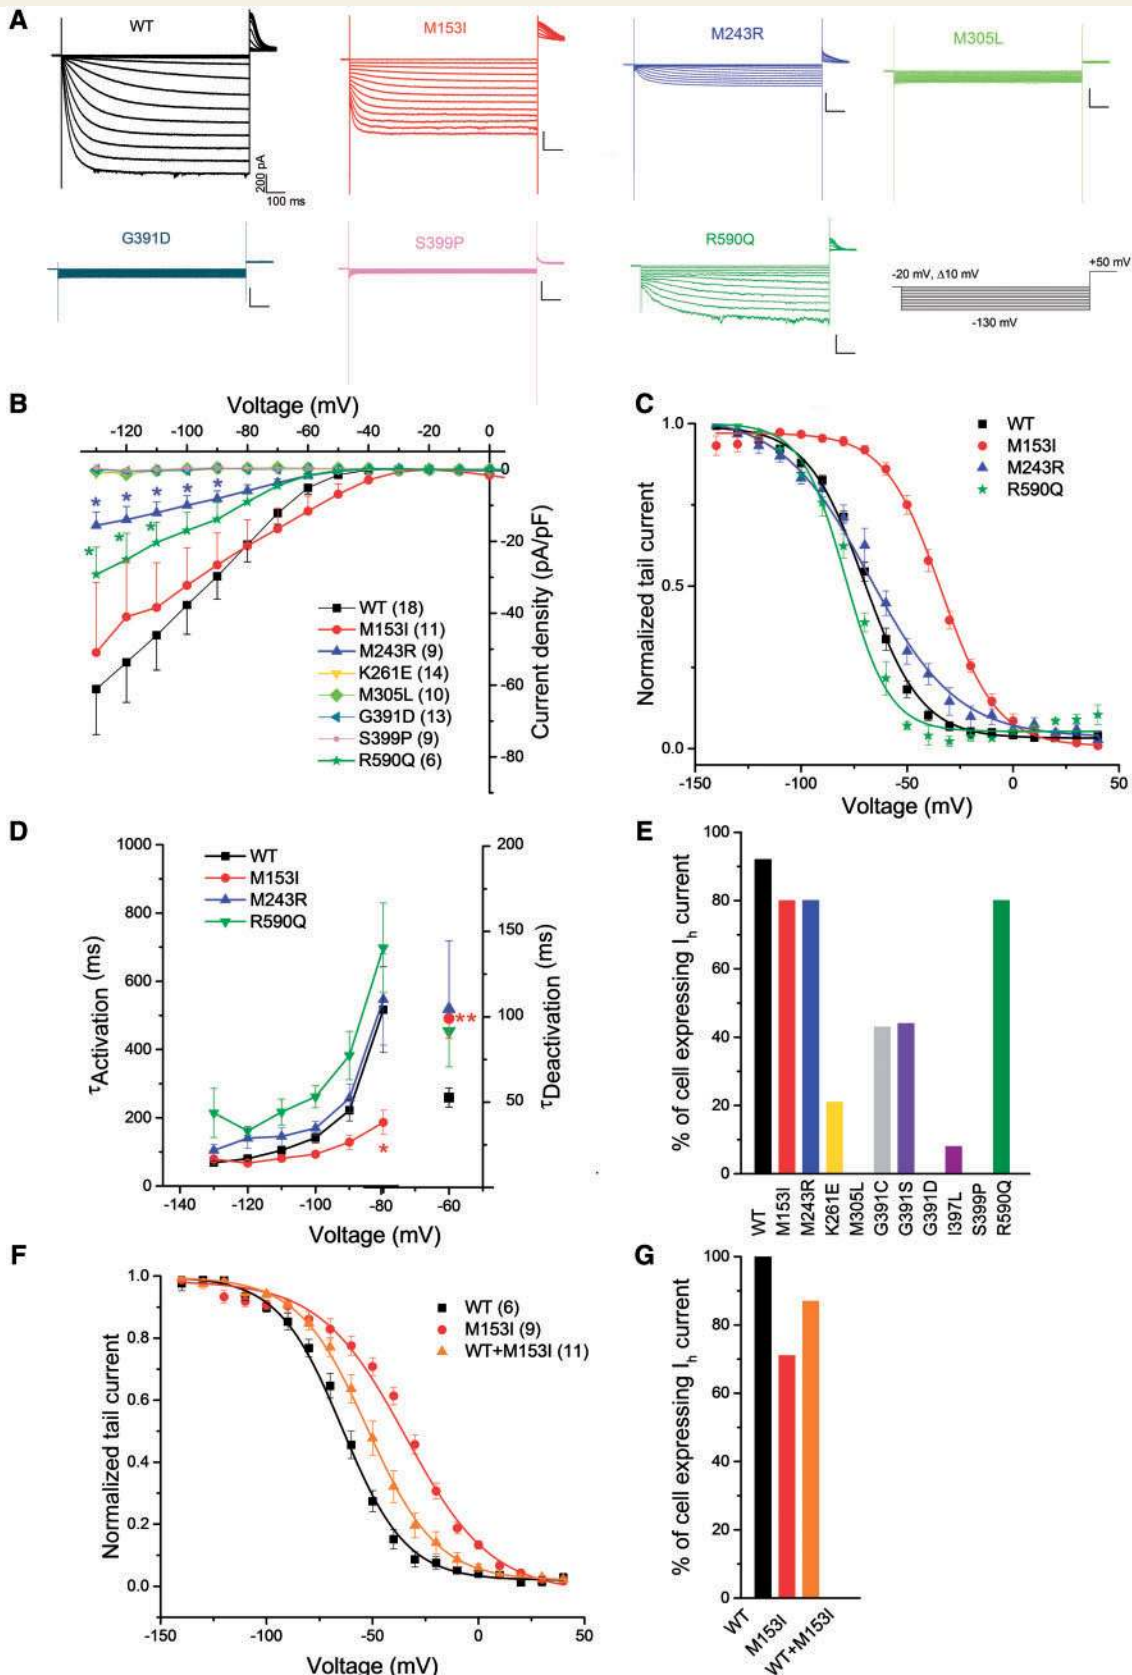 A
WT
M153I
M243R
M305L
200 pA
100 ms
G391D
S399P
R590Q
-20 mV, Δ10 mV
+50 mV
-130 mV
B
Voltage (mV)
-120 -100 -80 -60 -40 -20 0
* * * * *
* * *
0
-20
-40
-60
-80
Current density (pA/pF)
WT (18)
M153I (11)
M243R (9)
K261E (14)
M305L (10)
G391D (13)
S399P (9)
R590Q (6)
C
1.0
0.5
0.0
Normalized tail current
WT
M153I
M243R
R590Q
-150 -100 -50 0 50
Voltage (mV)
D
1000
800
600
400
200
0
τActivation (ms)
WT
M153I
M243R
R590Q
*
**
200
150
100
50
τDeactivation (ms)
-140 -120 -100 -80 -60
Voltage (mV)
E
100
80
60
40
20
0
% of cell expressing Ih current
WT
M153I
M243R
K261E
M305L
G391C
G391S
G391D
I397L
S399P
R590Q
F
1.0
0.8
0.6
0.4
0.2
0.0
Normalized tail current
WT (6)
M153I (9)
WT+M153I (11)
-150 -100 -50 0
Voltage (mV)
G
100
80
60
40
20
0
% of cell expressing Ih current
WT
M153I
WT+M153I